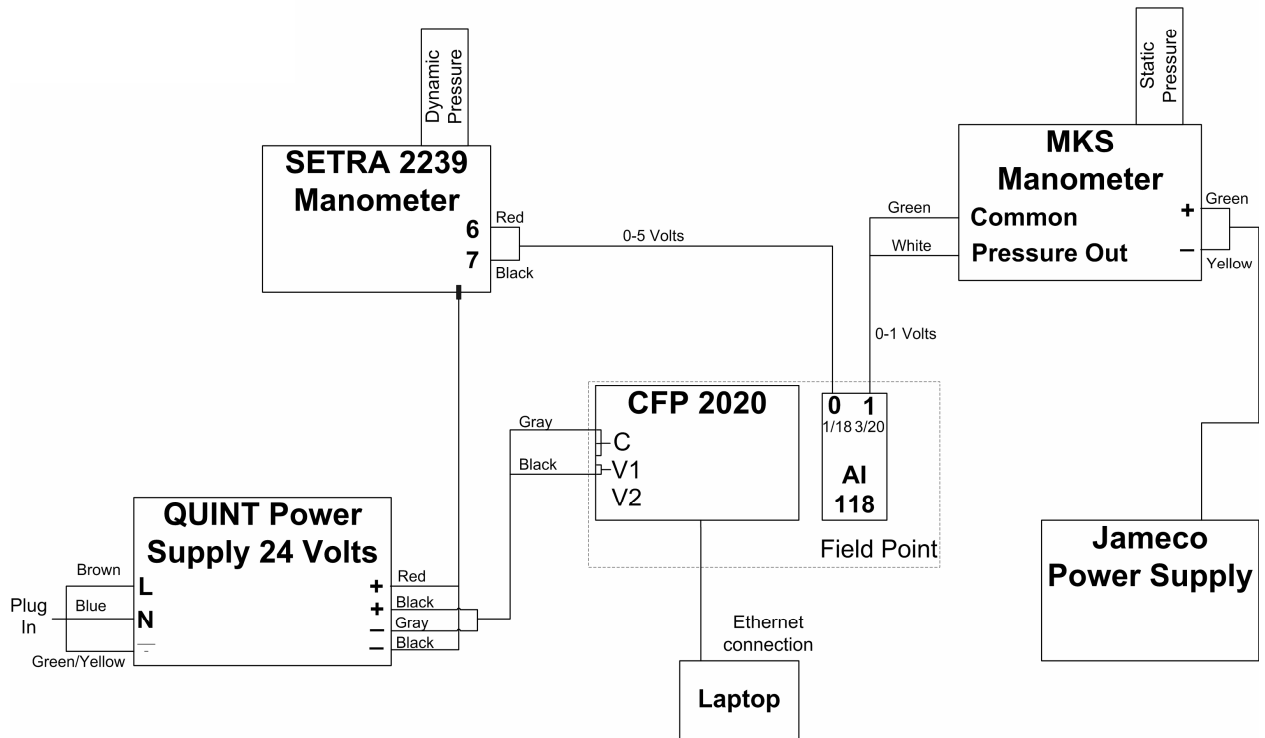 Dynamic
Pressure
SETRA 2239
Manometer
6
Red
7
Black
0-5 Volts
Static
Pressure
MKS
Manometer
Green
Common
+
Green
White
Pressure Out
–
Yellow
0-1 Volts
CFP 2020
C
V1
V2
Gray
Black
0 1
1/18 3/20
AI
118
Field Point
QUINT Power
Supply 24 Volts
Plug
In
Brown
L
Blue
N
Green/Yellow
+
Red
+
Black
–
Gray
–
Black
Ethernet
connection
Laptop
Jameco
Power Supply